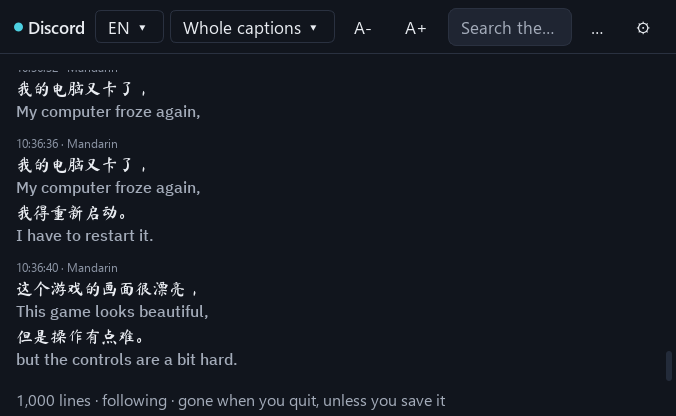 Discord EN ▼ Whole captions ▼ A- A+ Search the... ...
10:36:32 · Mandarin
我的电脑又卡了，
My computer froze again,
10:36:36 · Mandarin
我的电脑又卡了，
My computer froze again,
我得重新启动。
I have to restart it.
10:36:40 · Mandarin
这个游戏的画面很漂亮，
This game looks beautiful,
但是操作有点难。
but the controls are a bit hard.
1,000 lines · following · gone when you quit, unless you save it